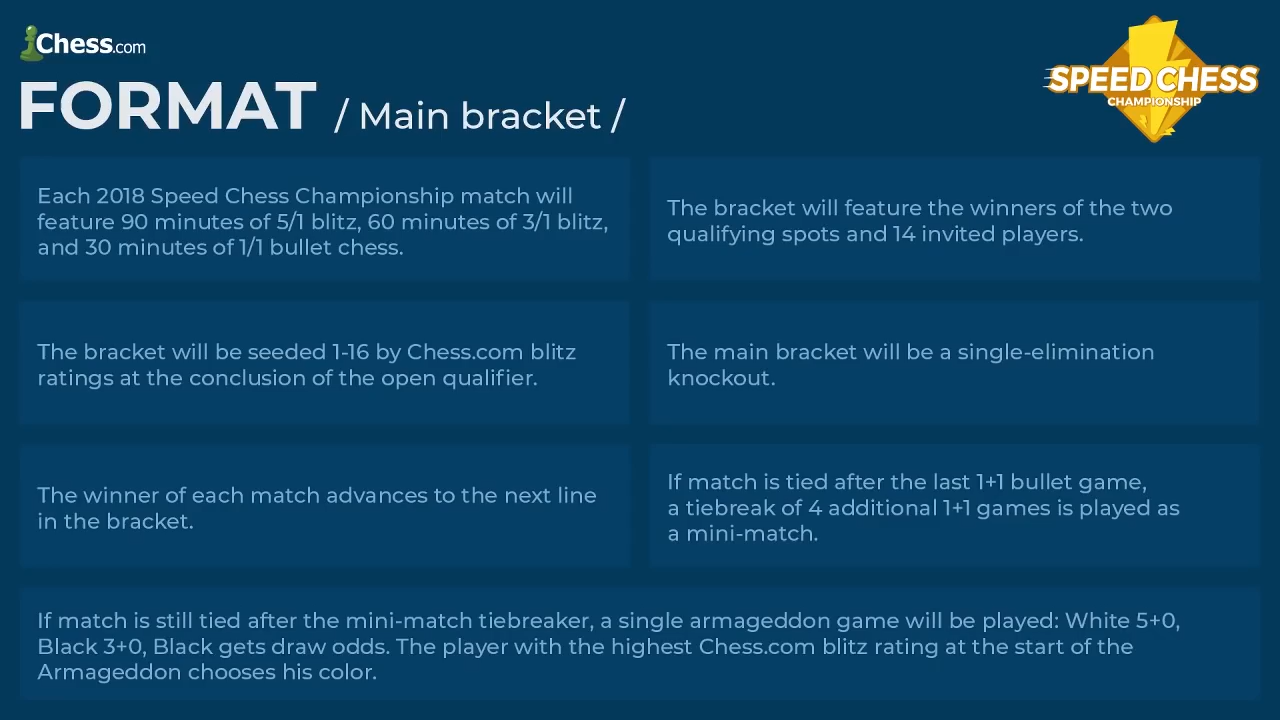 Chess.com
SPEED CHESS
CHAMPIONSHIP
FORMAT / Main bracket /
Each 2018 Speed Chess Championship match will
feature 90 minutes of 5/1 blitz, 60 minutes of 3/1 blitz,
and 30 minutes of 1/1 bullet chess.
The bracket will feature the winners of the two
qualifying spots and 14 invited players.
The bracket will be seeded 1-16 by Chess.com blitz
ratings at the conclusion of the open qualifier.
The main bracket will be a single-elimination
knockout.
The winner of each match advances to the next line
in the bracket.
If match is tied after the last 1+1 bullet game,
a tiebreak of 4 additional 1+1 games is played as
a mini-match.
If match is still tied after the mini-match tiebreaker, a single armageddon game will be played: White 5+0,
Black 3+0, Black gets draw odds. The player with the highest Chess.com blitz rating at the start of the
Armageddon chooses his color.